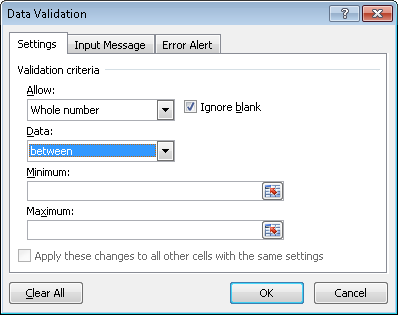 Data Validation
Settings Input Message Error Alert
Validation criteria
Allow:
Whole number Ignore blank
Data:
between
Minimum:
Maximum:
Apply these changes to all other cells with the same settings
Clear All OK Cancel